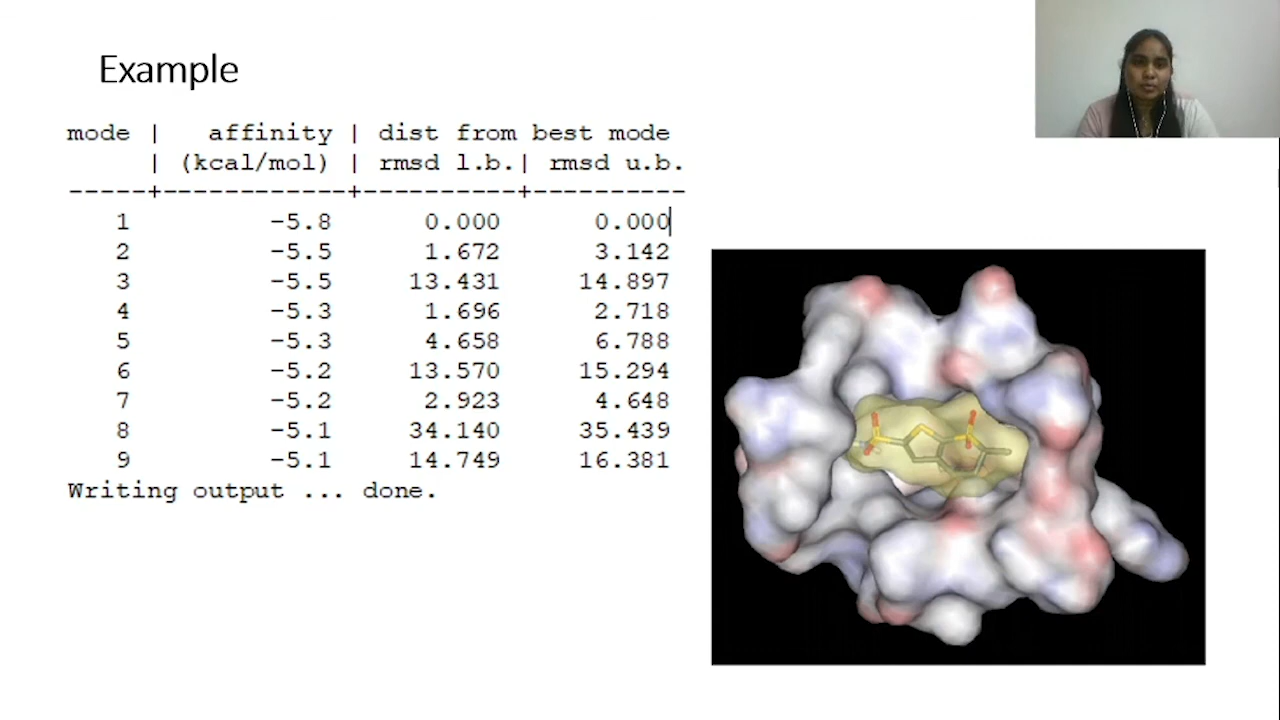 Example
mode |   affinity | dist from best mode
     | (kcal/mol) | rmsd l.b.| rmsd u.b.
-----+------------+----------+----------
   1         -5.8      0.000      0.000
   2         -5.5      1.672      3.142
   3         -5.5     13.431     14.897
   4         -5.3      1.696      2.718
   5         -5.3      4.658      6.788
   6         -5.2     13.570     15.294
   7         -5.2      2.923      4.648
   8         -5.1     34.140     35.439
   9         -5.1     14.749     16.381
Writing output ... done.